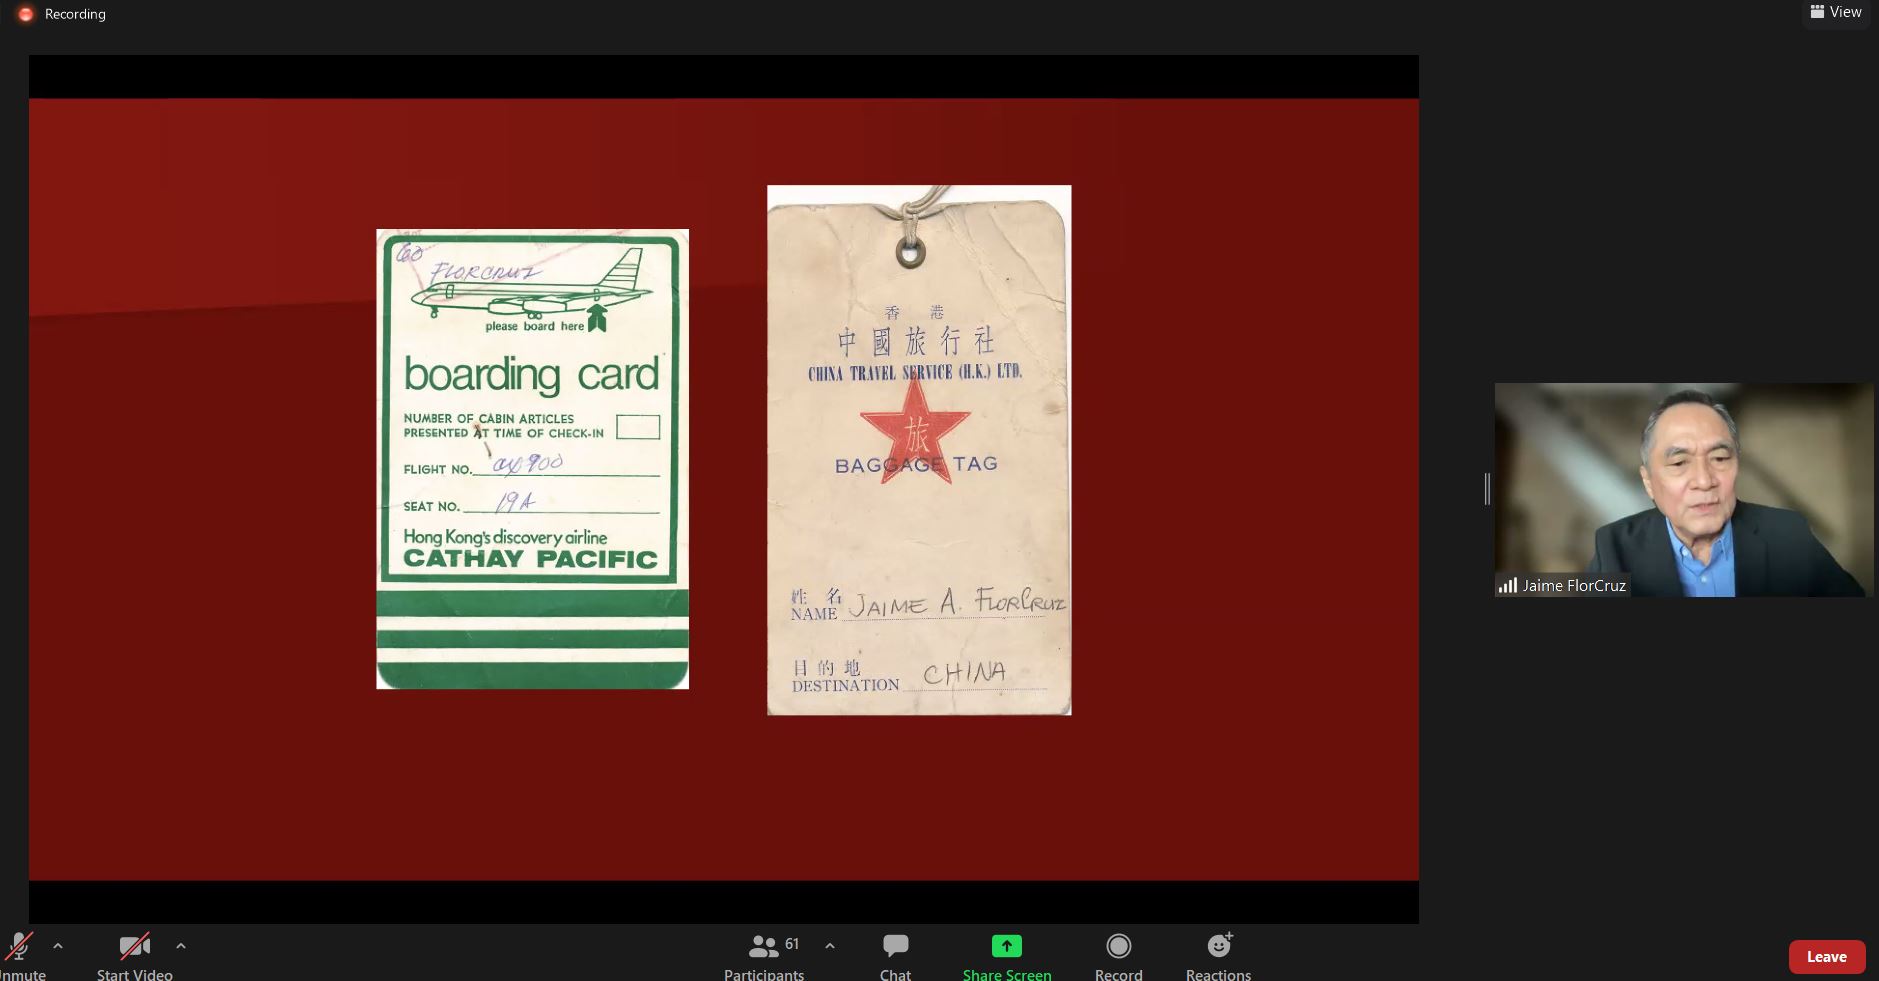 Recording
View
60
FLORCRUZ
please board here
boarding card
NUMBER OF CABIN ARTICLES
PRESENTED AT TIME OF CHECK-IN
FLIGHT NO. CX900
SEAT NO. 19A
Hong Kong's discovery airline
CATHAY PACIFIC
香 港
中國旅行社
CHINA TRAVEL SERVICE (H.K.) LTD.
旅
BAGGAGE TAG
姓 名
NAME JAIME A. FLORCRUZ
目的地
DESTINATION CHINA
Jaime FlorCruz
nmute
Start Video
61
Participants
Chat
Share Screen
Record
Reactions
Leave